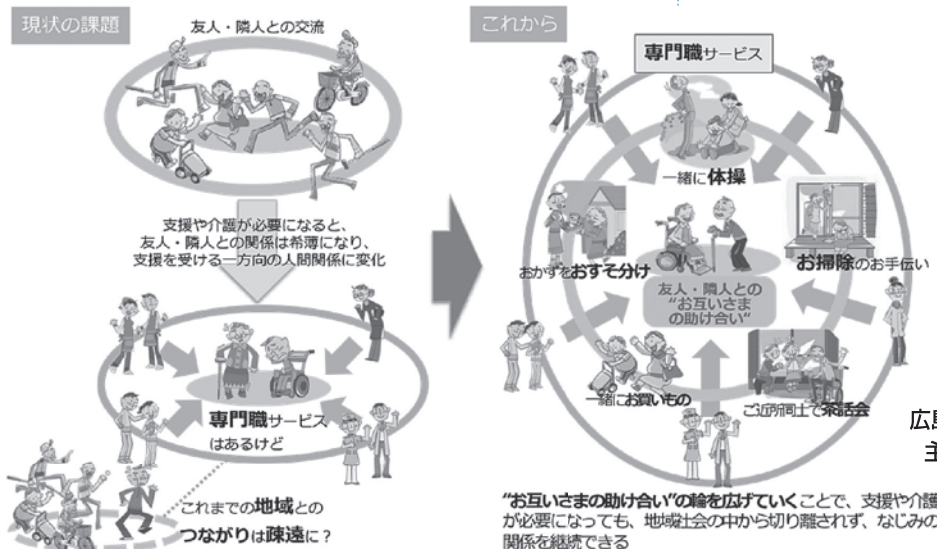 現状の課題
友人・隣人との交流
支援や介護が必要になると、
友人・隣人との関係は希薄になり、
支援を受ける一方向の人間関係に変化
専門職サービス
はあるけど
これまでの地域との
つながりは疎遠に？
これから
専門職サービス
一緒に体操
おかずをおすそ分け
お掃除のお手伝い
友人・隣人との
“お互いさま
の助け合い“
一緒にお買いもの
ご近所同士で茶話会
“お互いさまの助け合い”の輪を広げていくことで、支援や介護
が必要になっても、地域社会の中から切り離されず、なじみの
関係を継続できる
広島
主